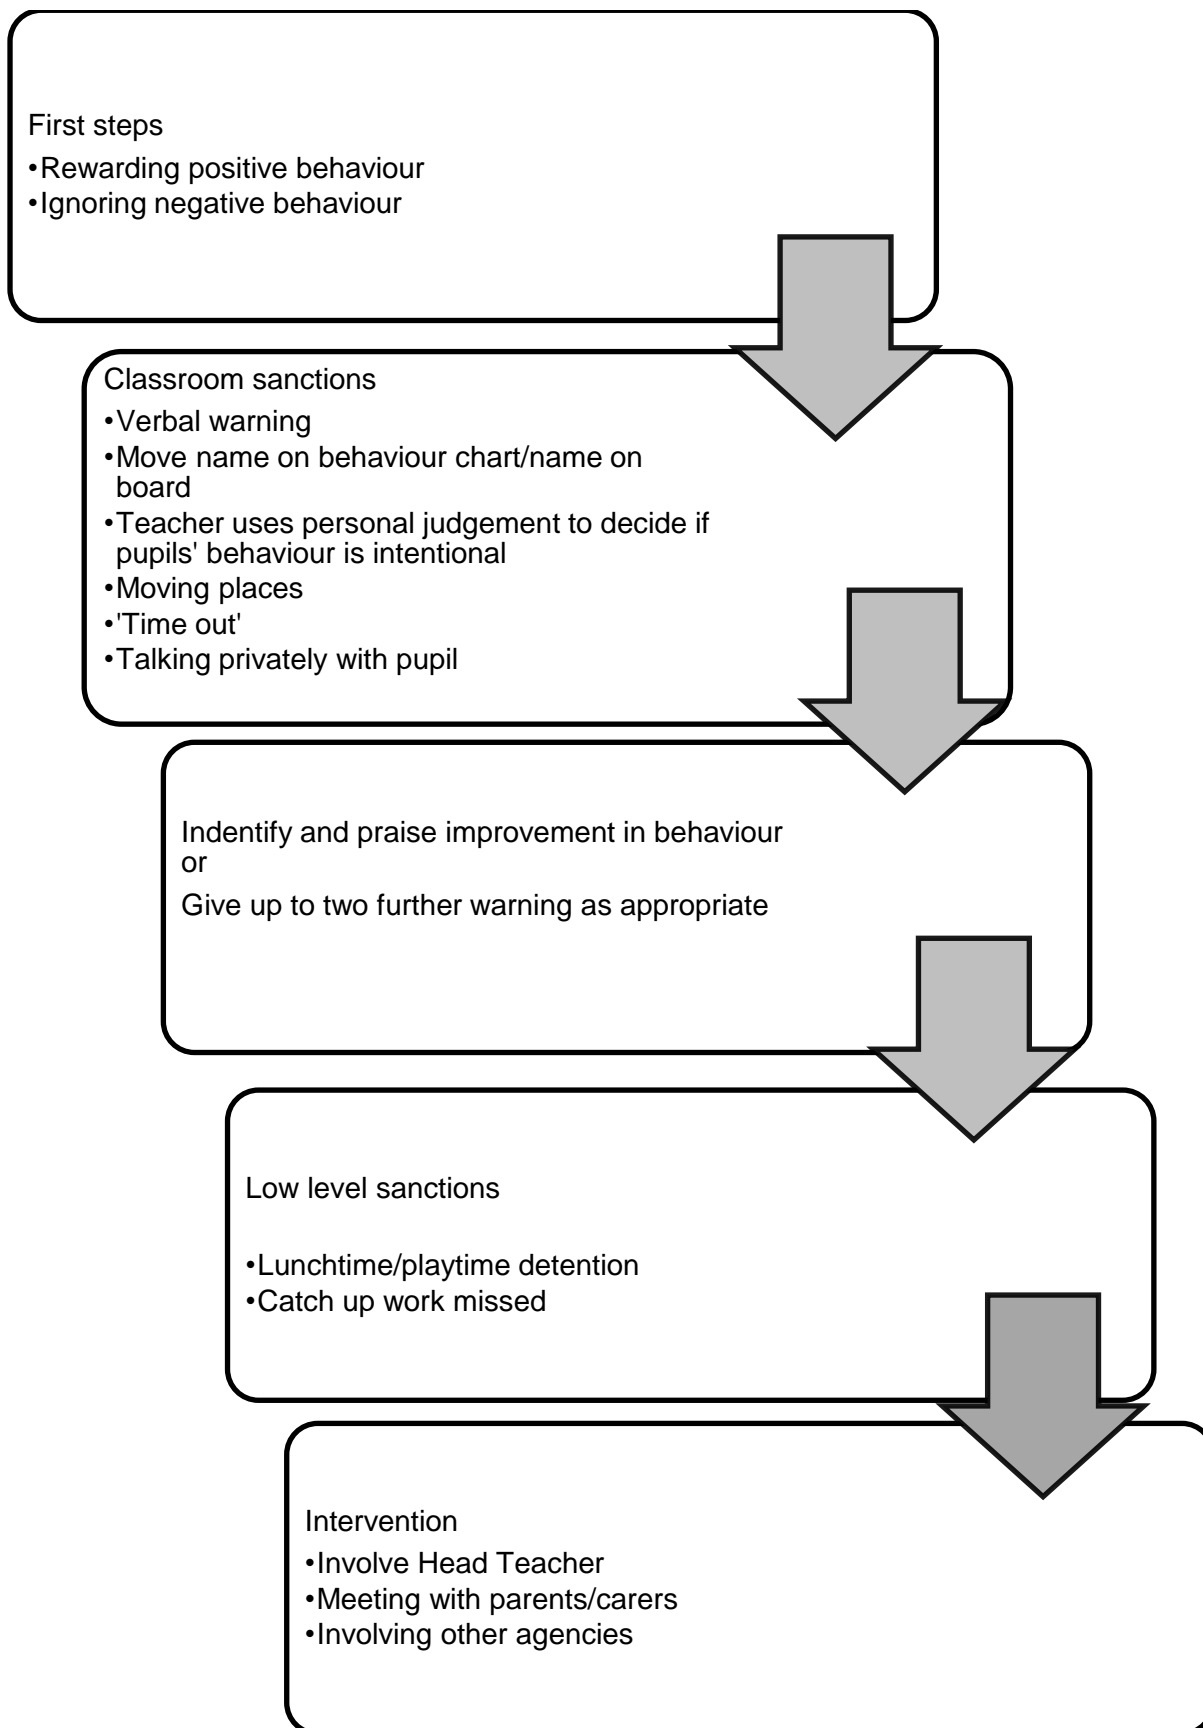 First steps
•Rewarding positive behaviour
•Ignoring negative behaviour
Classroom sanctions
•Verbal warning
•Move name on behaviour chart/name on
board
•Teacher uses personal judgement to decide if
pupils' behaviour is intentional
•Moving places
•'Time out'
•Talking privately with pupil
Indentify and praise improvement in behaviour
or
Give up to two further warning as appropriate
Low level sanctions
•Lunchtime/playtime detention
•Catch up work missed
Intervention
•Involve Head Teacher
•Meeting with parents/carers
•Involving other agencies